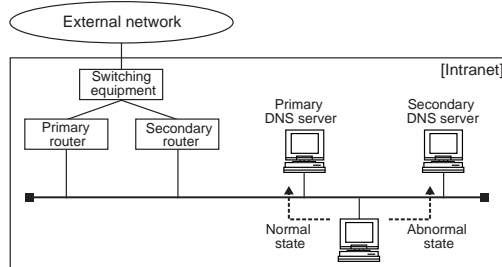 External network
[Intranet]
Switching
equipment
Primary
router
Secondary
router
Primary
DNS server
Secondary
DNS server
Normal
state
Abnormal
state